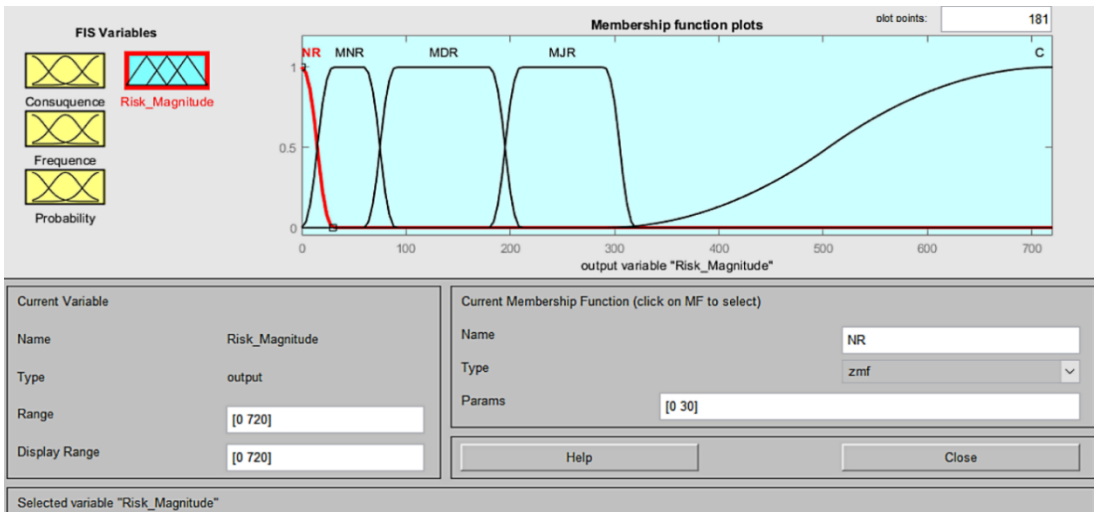 FIS Variables
Consuquence
Risk_Magnitude
Frequence
Probability
Membership function plots
plot points:
181
NR MNR MDR MJR C
1
0.5
0
0 100 200 300 400 500 600 700
output variable "Risk_Magnitude"
Current Variable
Name Risk_Magnitude
Type output
Range [0 720]
Display Range [0 720]
Current Membership Function (click on MF to select)
Name NR
Type zmf
Params [0 30]
Help Close
Selected variable "Risk_Magnitude"